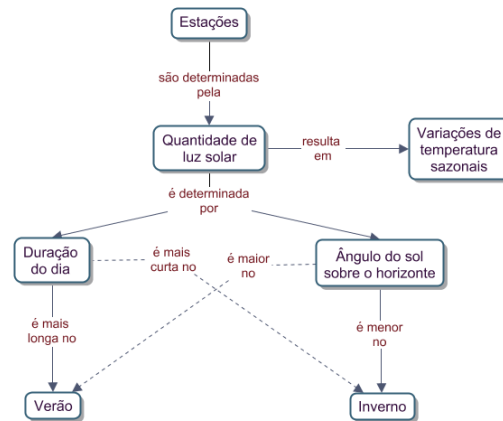 Estações
são determinadas
pela
Quantidade de
luz solar
resulta
em
Variações de
temperatura
sazonais
é determinada
por
Duração
do dia
é mais
curta no
é maior
no
Ângulo do sol
sobre o horizonte
é mais
longa no
é menor
no
Verão
Inverno